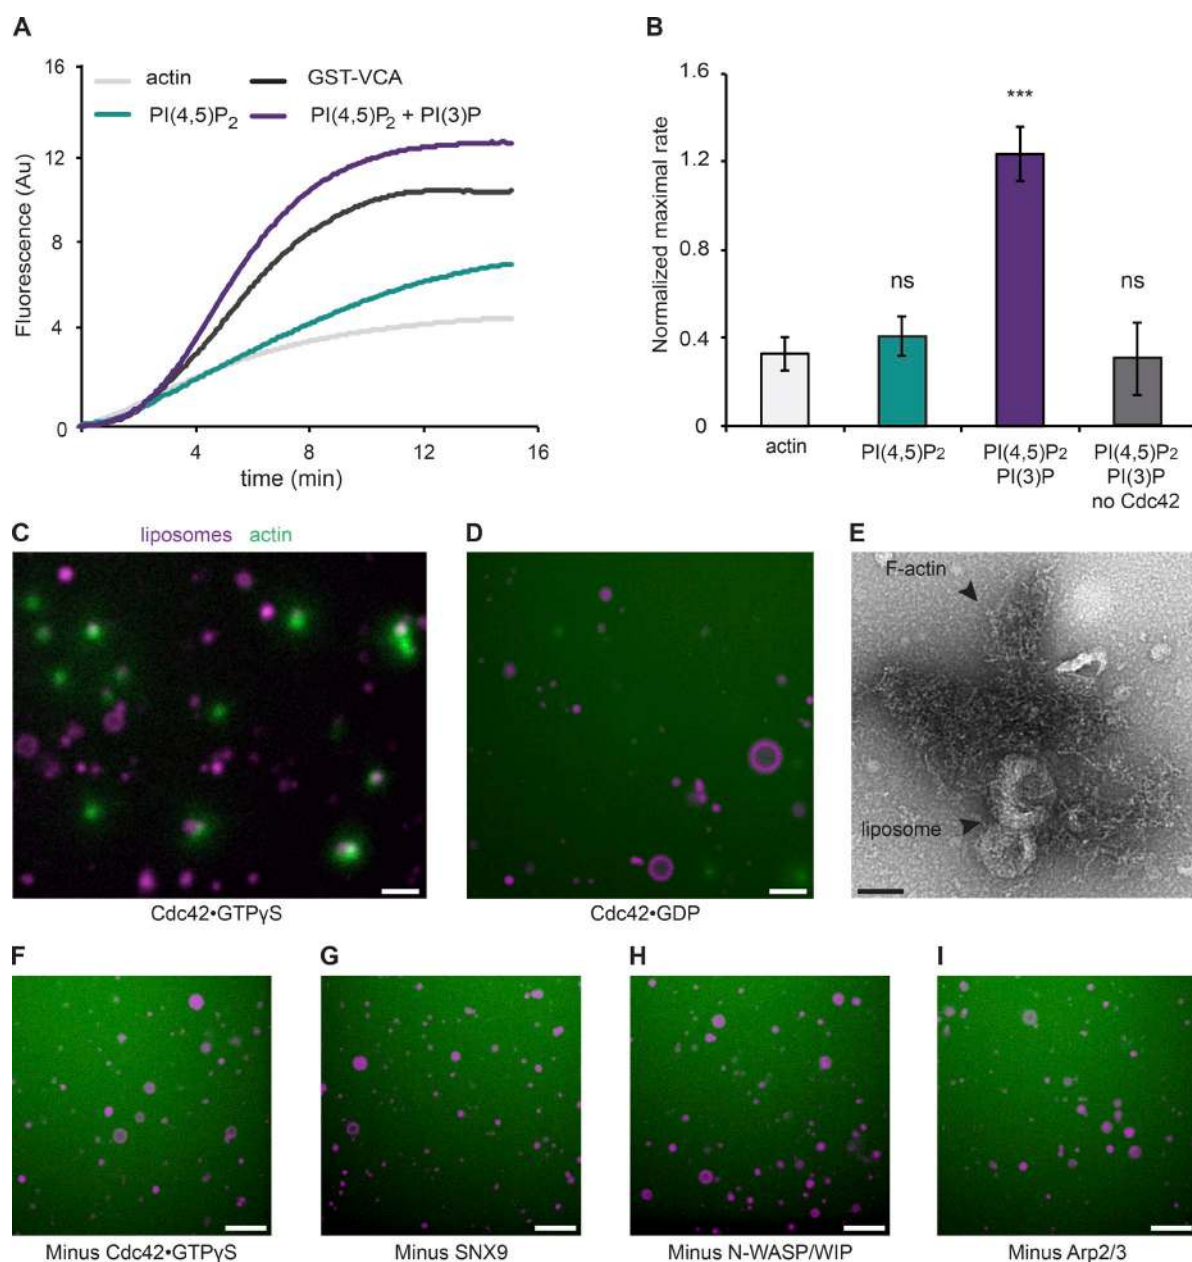 A
16
actin
GST-VCA
PI(4,5)P₂
PI(4,5)P₂ + PI(3)P
12
8
4
0
Fluorescence (Au)
4
8
12
16
time (min)
B
1.6
1.2
0.8
0.4
0
Normalized maximal rate
ns
***
ns
actin
PI(4,5)P₂
PI(4,5)P₂
PI(3)P
PI(4,5)P₂
PI(3)P
no Cdc42
C
liposomes actin
Cdc42•GTPγS
D
Cdc42•GDP
E
F-actin
liposome
F
Minus Cdc42•GTPγS
G
Minus SNX9
H
Minus N-WASP/WIP
I
Minus Arp2/3